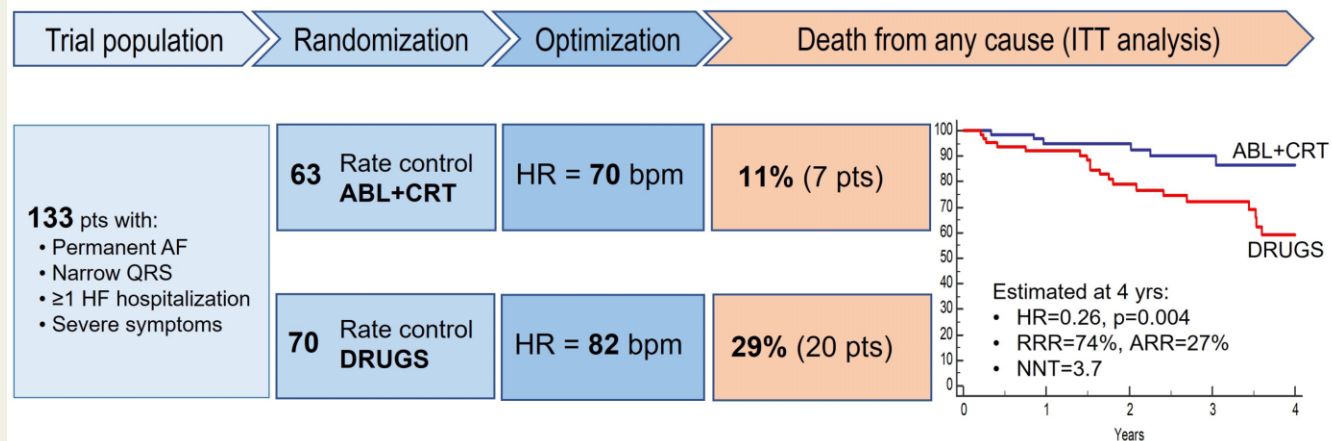 Trial population
Randomization
Optimization
Death from any cause (ITT analysis)
133 pts with:
• Permanent AF
• Narrow QRS
• ≥1 HF hospitalization
• Severe symptoms
63 Rate control
ABL+CRT
HR = 70 bpm
11% (7 pts)
70 Rate control
DRUGS
HR = 82 bpm
29% (20 pts)
100
90
80
70
60
50
40
30
20
10
0
ABL+CRT
DRUGS
Estimated at 4 yrs:
• HR=0.26, p=0.004
• RRR=74%, ARR=27%
• NNT=3.7
0 1 2 3 4
Years